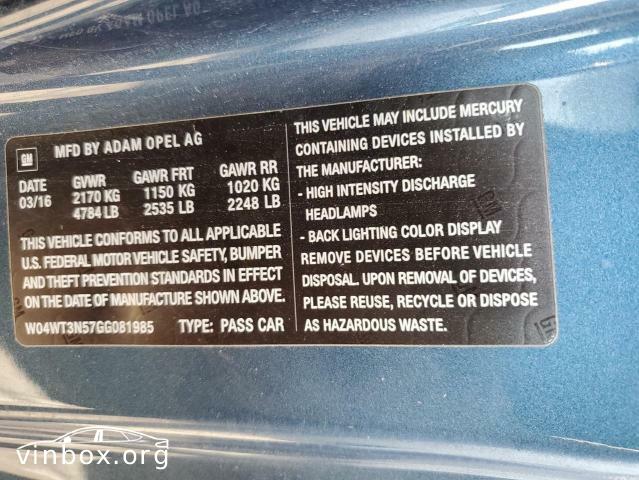 GM
MFD BY ADAM OPEL AG
DATE GVWR GAWR FRT GAWR RR
03/16 2170 KG 1150 KG 1020 KG
4784 LB 2535 LB 2248 LB
THIS VEHICLE CONFORMS TO ALL APPLICABLE
U.S. FEDERAL MOTOR VEHICLE SAFETY, BUMPER
AND THEFT PREVENTION STANDARDS IN EFFECT
ON THE DATE OF MANUFACTURE SHOWN ABOVE.
W04WT3N57GG081985 TYPE: PASS CAR
THIS VEHICLE MAY INCLUDE MERCURY
CONTAINING DEVICES INSTALLED BY
THE MANUFACTURER:
- HIGH INTENSITY DISCHARGE
HEADLAMPS
- BACK LIGHTING COLOR DISPLAY
REMOVE DEVICES BEFORE VEHICLE
DISPOSAL. UPON REMOVAL OF DEVICES,
PLEASE REUSE, RECYCLE OR DISPOSE
AS HAZARDOUS WASTE.
vinbox.org